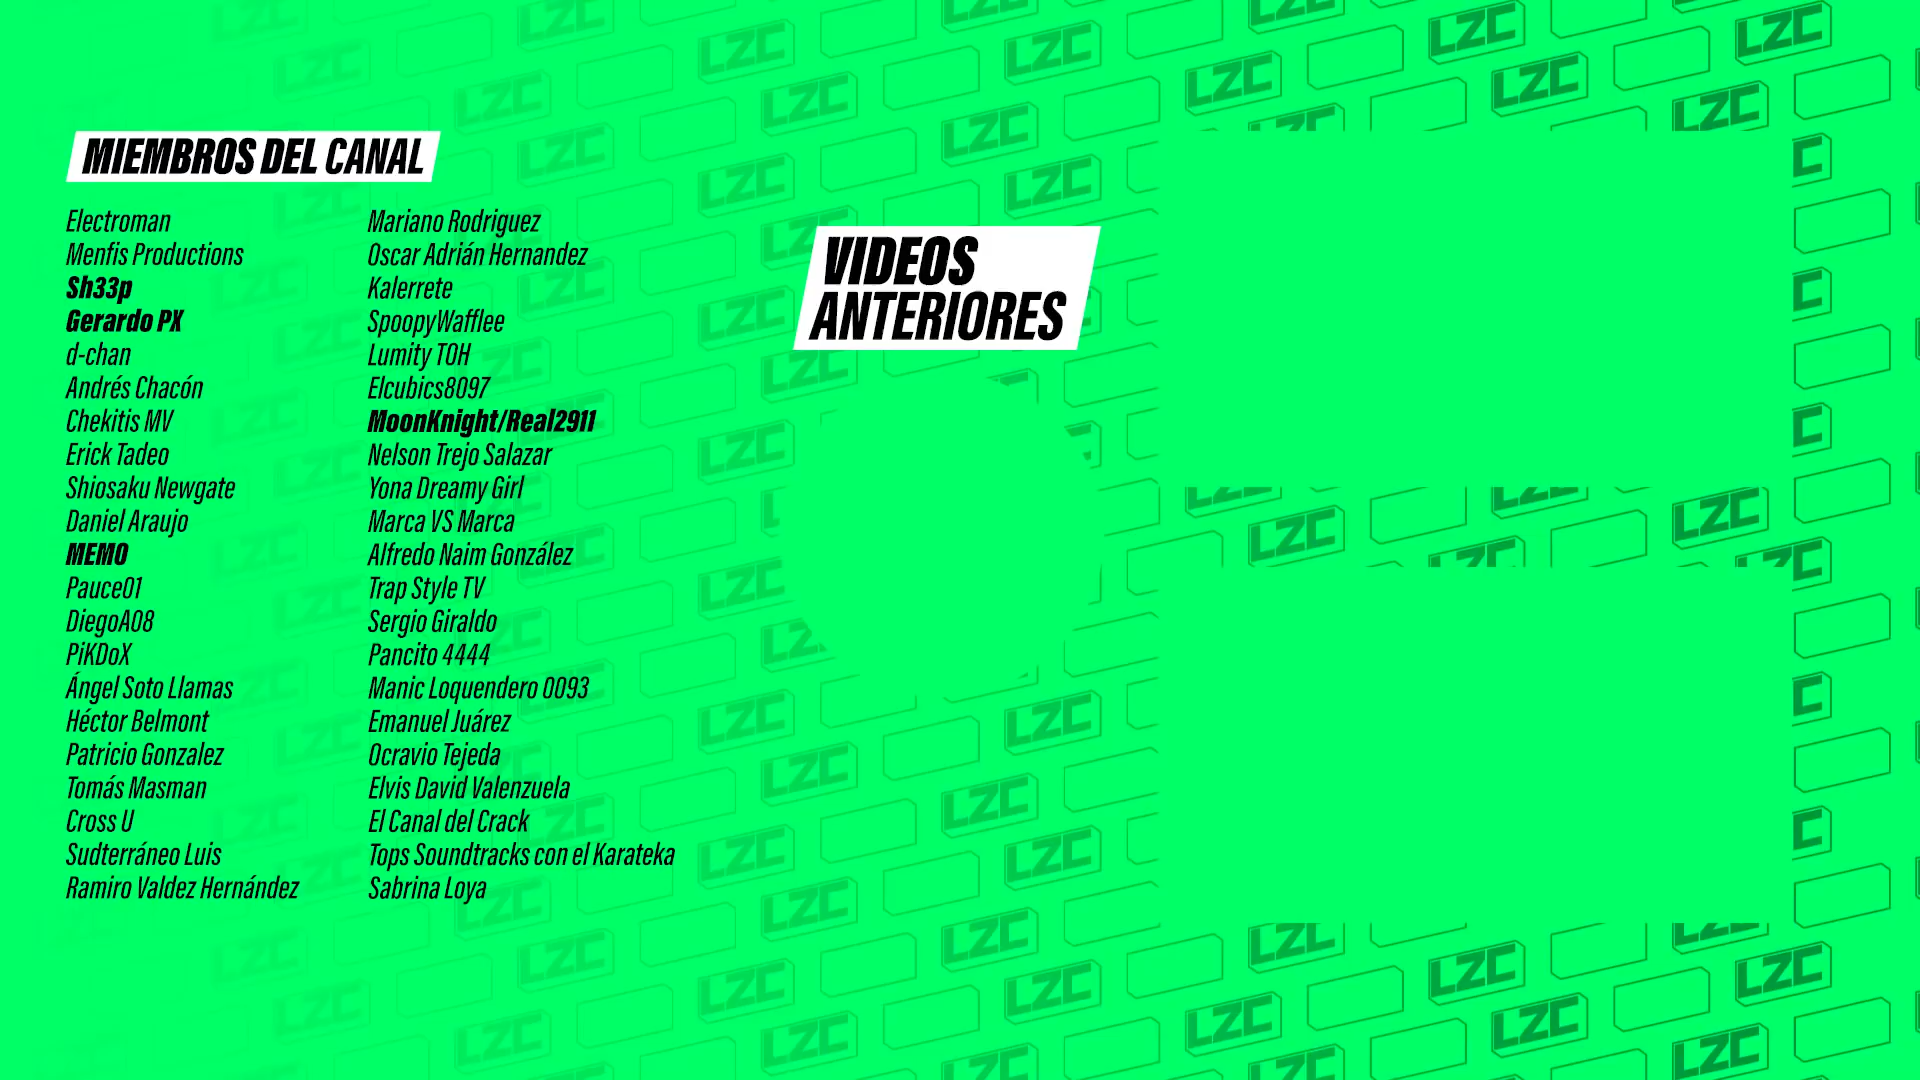 MIEMBROS DEL CANAL
Electroman
Menfis Productions
Sh33p
Gerardo PX
d-chan
Andrés Chacón
Chekitis MV
Erick Tadeo
Shiosaku Newgate
Daniel Araujo
MEMO
Pauce01
DiegoA08
PiKDoX
Ángel Soto Llamas
Héctor Belmont
Patricio Gonzalez
Tomás Masman
Cross U
Sudterráneo Luis
Ramiro Valdez Hernández
Mariano Rodriguez
Oscar Adrián Hernandez
Kalerrete
SpoopyWafflee
Lumity TOH
Elcubics8097
MoonKnight/Real2911
Nelson Trejo Salazar
Yona Dreamy Girl
Marca VS Marca
Alfredo Naim González
Trap Style TV
Sergio Giraldo
Pancito 4444
Manic Loquendero 0093
Emanuel Juárez
Ocravio Tejeda
Elvis David Valenzuela
El Canal del Crack
Tops Soundtracks con el Karateka
Sabrina Loya
VIDEOS
ANTERIORES
LZC